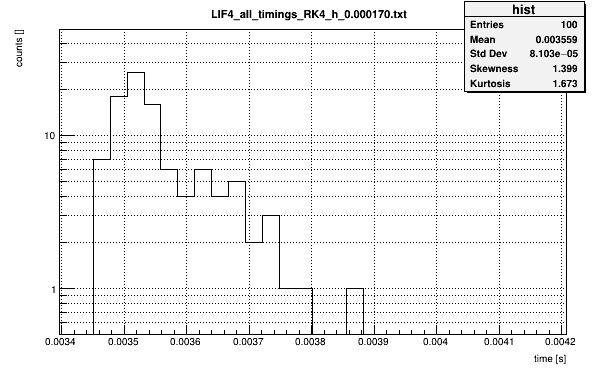 LIF4_all_timings_RK4_h_0.000170.txt
hist
Entries 100
Mean 0.003559
Std Dev 8.103e−05
Skewness 1.399
Kurtosis 1.673
counts []
10
1
0.0034 0.0035 0.0036 0.0037 0.0038 0.0039 0.004 0.0041 0.0042
time [s]